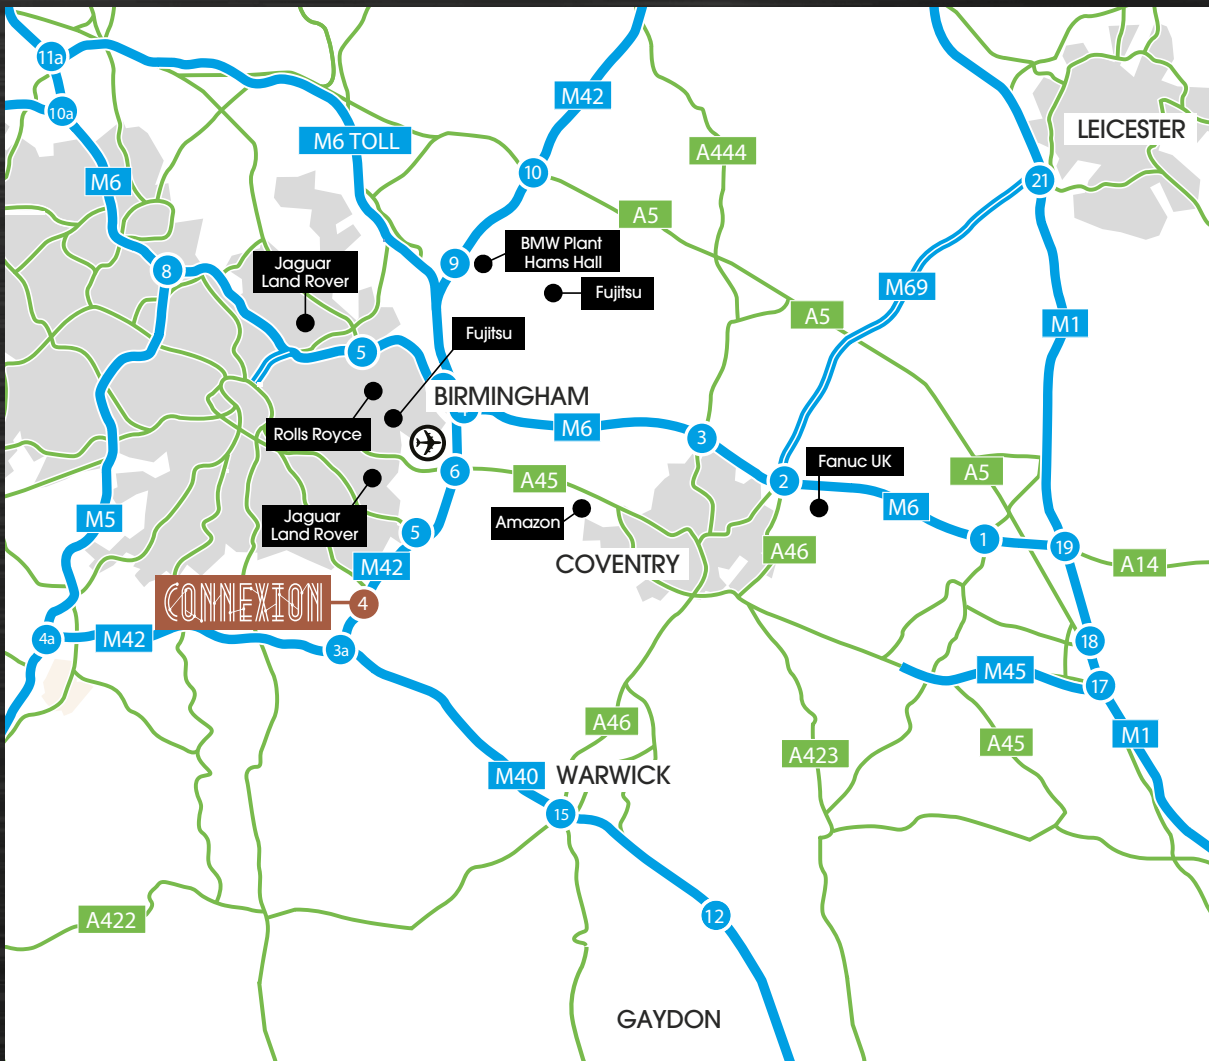 11a
10a
M42
LEICESTER
M6 TOLL
A444
10
M6
21
A5
BMW Plant
Hams Hall
9
8
Jaguar
Land Rover
Fujitsu
M69
A5
M1
Fujitsu
5
BIRMINGHAM
M6
Rolls Royce
3
6
A45
2
Fanuc UK
A5
M6
M5
Jaguar
Land Rover
5
Amazon
1
19
COVENTRY
A46
A14
M42
CONNEXION
4
4a
M42
3a
18
M45
17
A46
A423
A45
M1
M40
WARWICK
15
A422
12
GAYDON